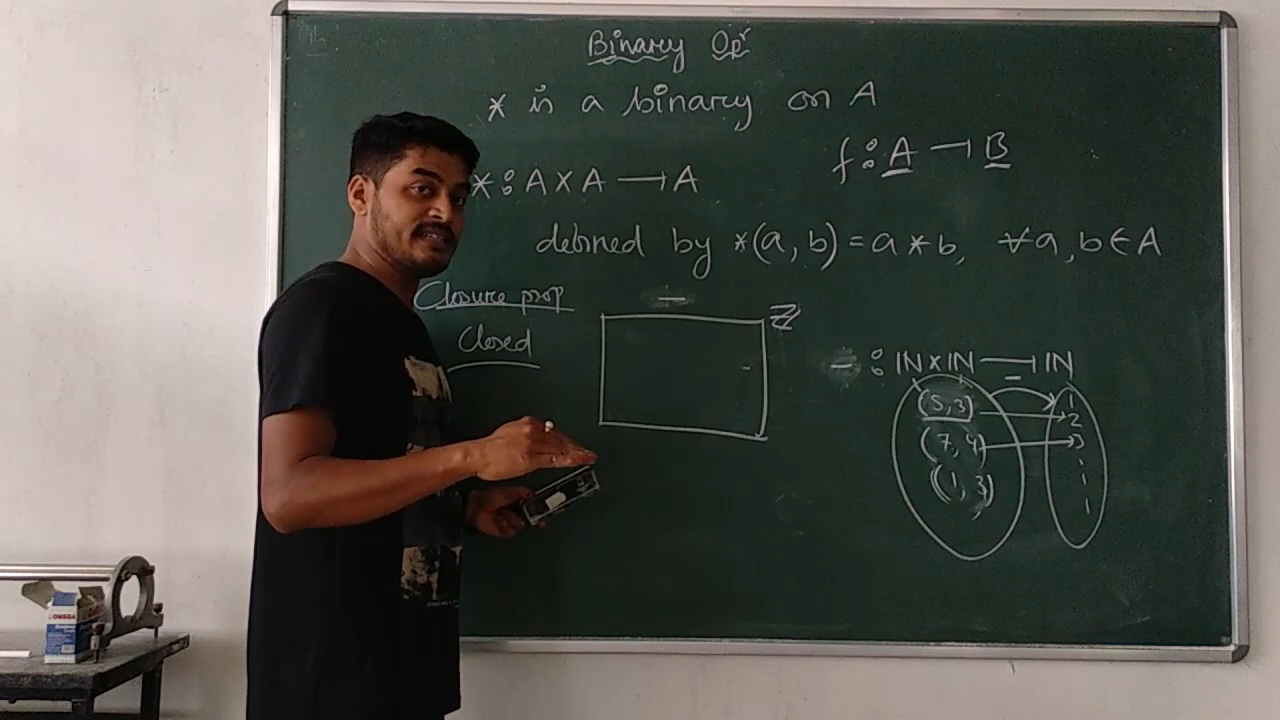 Binary Opr
* is a binary on A
f : A → B
* : A X A → A
defined by *(a, b) = a * b, ∀ a, b ∈ A
Closure prop
Closed
−
Z
− : IN x IN → IN
−
(5, 3)
(7, 4)
(1, 3)
1
2
3
OMEGA